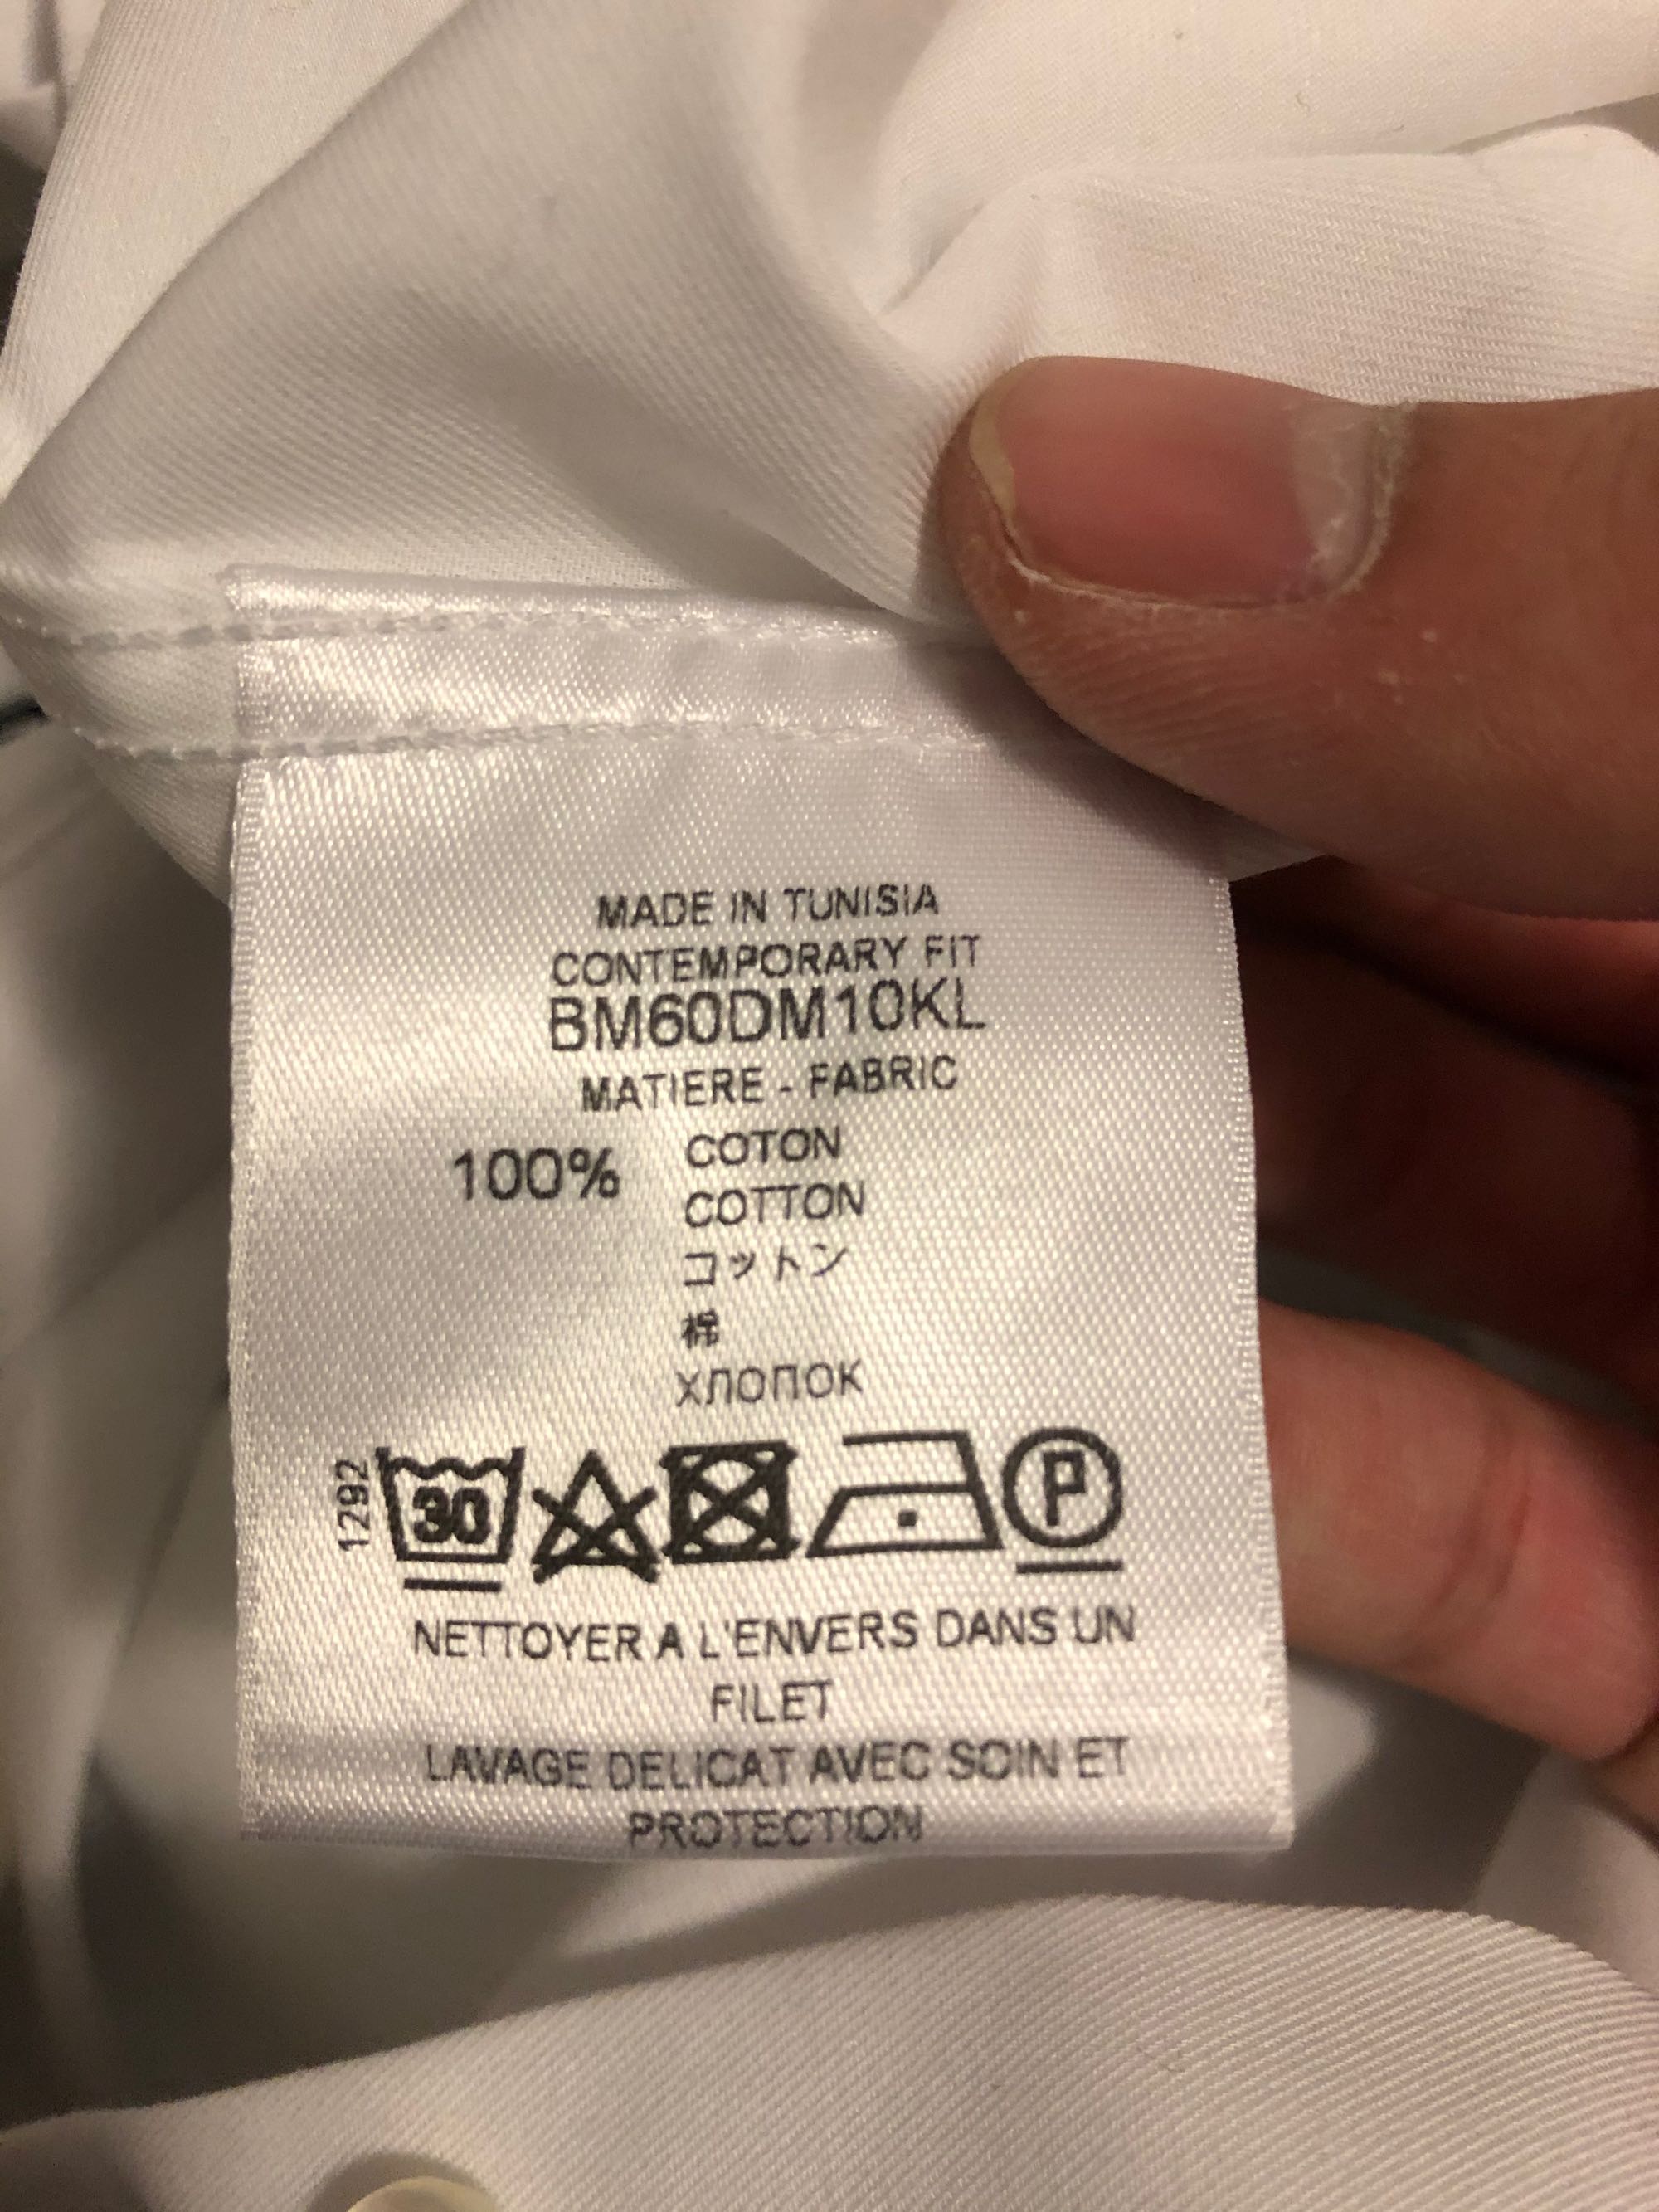 MADE IN TUNISIA
CONTEMPORARY FIT
BM60DM10KL
MATIERE - FABRIC
100% COTON
COTTON
コットン
棉
ХЛОПОК
1292
30 P
NETTOYER A L'ENVERS DANS UN
FILET
LAVAGE DELICAT AVEC SOIN ET
PROTECTION